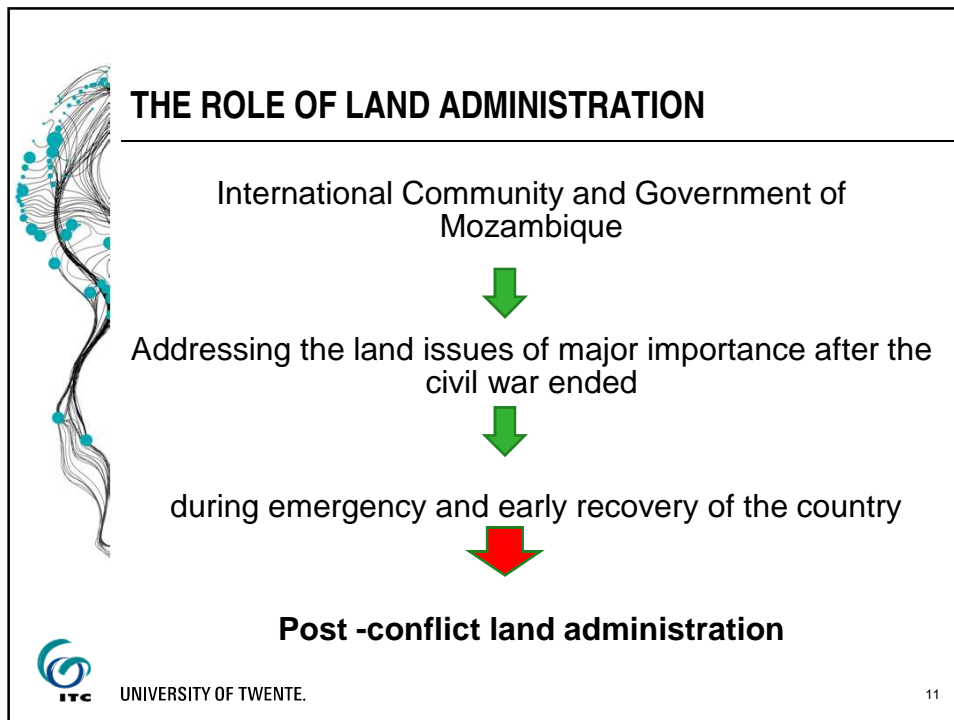 THE ROLE OF LAND ADMINISTRATION
International Community and Government of
Mozambique
Addressing the land issues of major importance after the
civil war ended
during emergency and early recovery of the country
Post -conflict land administration
ITC
UNIVERSITY OF TWENTE.
11